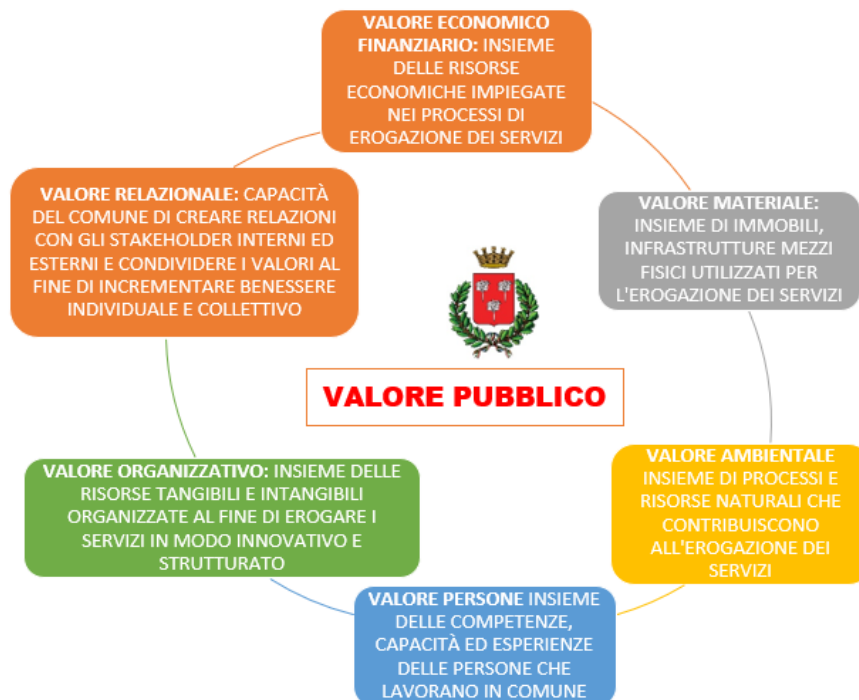 VALORE ECONOMICO
FINANZIARIO: INSIEME
DELLE RISORSE
ECONOMICHE IMPIEGATE
NEI PROCESSI DI
EROGAZIONE DEI SERVIZI
VALORE RELAZIONALE: CAPACITÀ
DEL COMUNE DI CREARE RELAZIONI
CON GLI STAKEHOLDER INTERNI ED
ESTERNI E CONDIVIDERE I VALORI AL
FINE DI INCREMENTARE BENESSERE
INDIVIDUALE E COLLETTIVO
VALORE MATERIALE:
INSIEME DI IMMOBILI,
INFRASTRUTTURE MEZZI
FISICI UTILIZZATI PER
L'EROGAZIONE DEI SERVIZI
VALORE PUBBLICO
VALORE ORGANIZZATIVO: INSIEME DELLE
RISORSE TANGIBILI E INTANGIBILI
ORGANIZZATE AL FINE DI EROGARE I
SERVIZI IN MODO INNOVATIVO E
STRUTTURATO
VALORE AMBIENTALE
INSIEME DI PROCESSI E
RISORSE NATURALI CHE
CONTRIBUISCONO
ALL'EROGAZIONE DEI
SERVIZI
VALORE PERSONE INSIEME
DELLE COMPETENZE,
CAPACITÀ ED ESPERIENZE
DELLE PERSONE CHE
LAVORANO IN COMUNE